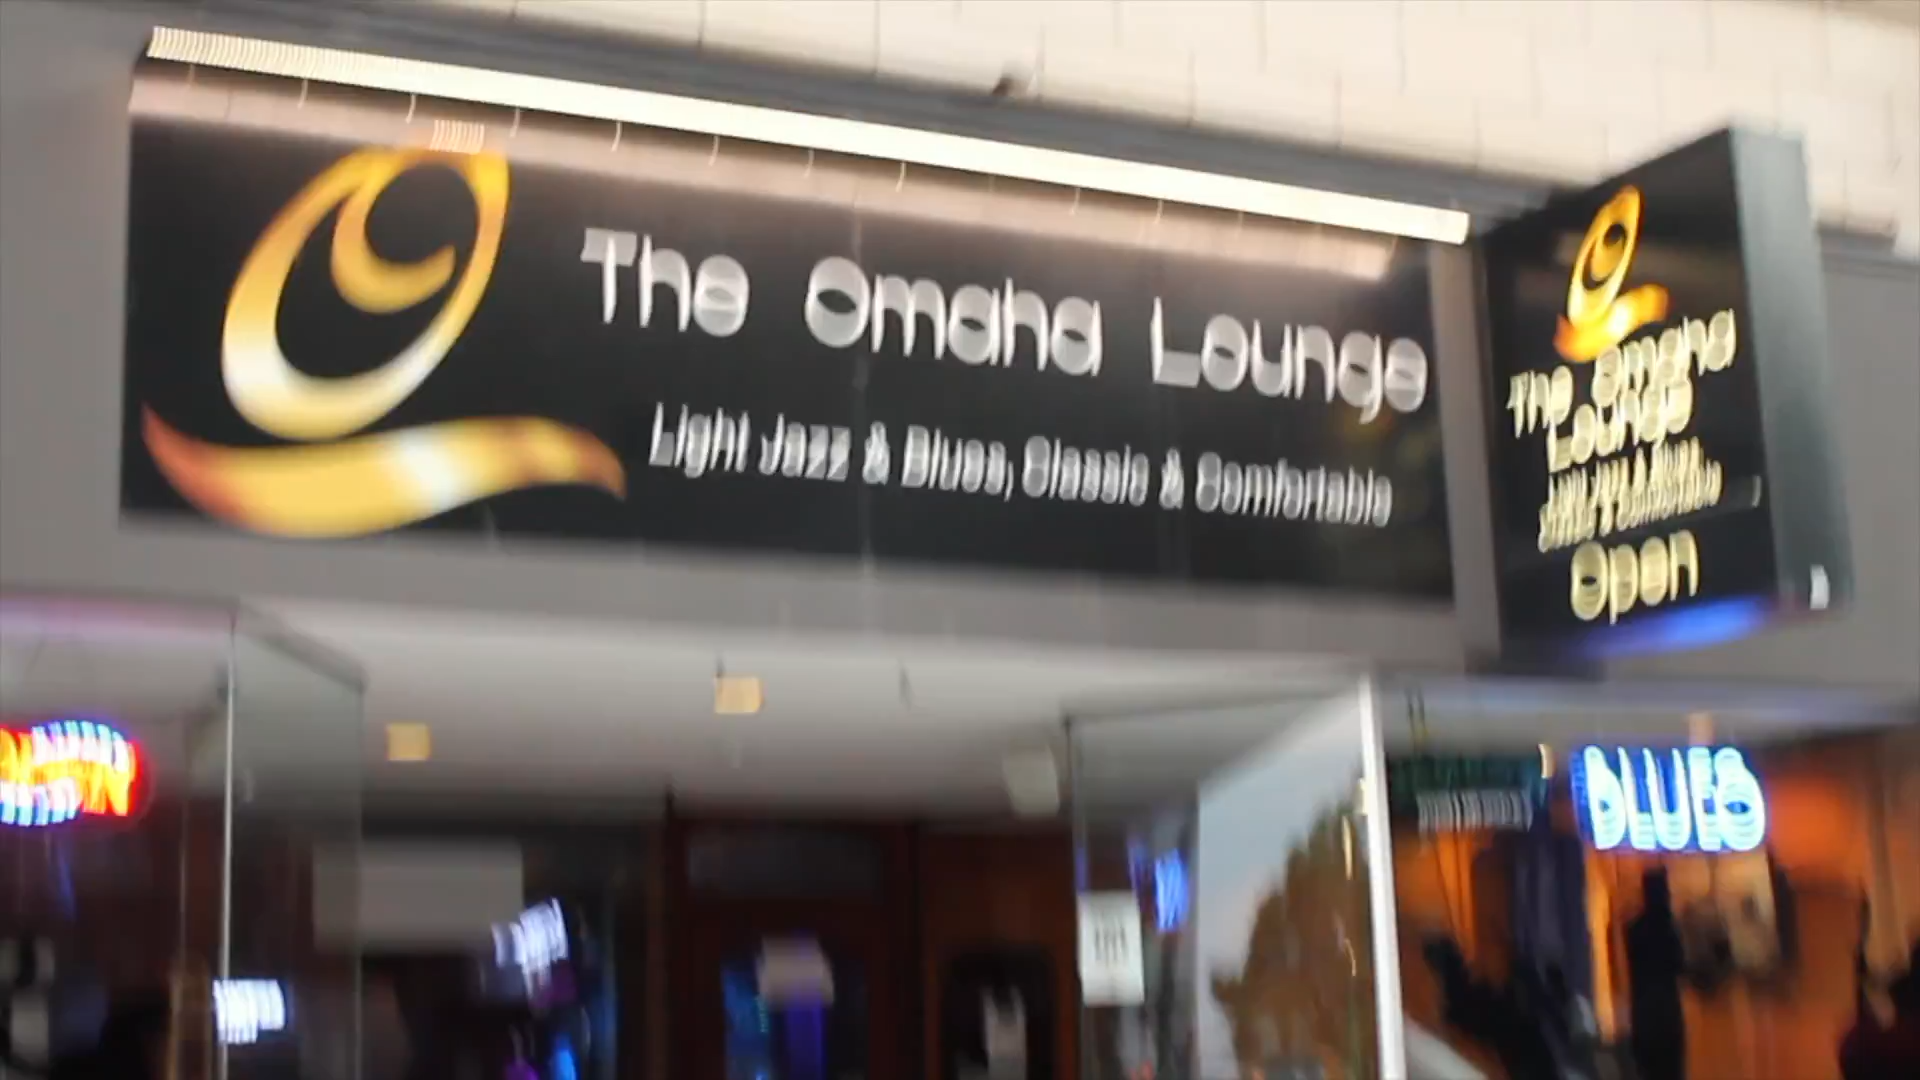 The Omaha Lounge
Light Jazz & Blues, Classic & Comfortable
The Omaha
Lounge
Open
BLUES